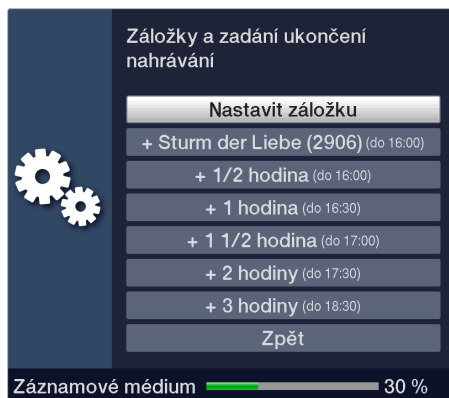 Záložky a zadání ukončení
nahrávání
Nastavit záložku
+ Sturm der Liebe (2906) (do 16:00)
+ 1/2 hodina (do 16:00)
+ 1 hodina (do 16:30)
+ 1 1/2 hodina (do 17:00)
+ 2 hodiny (do 17:30)
+ 3 hodiny (do 18:30)
Zpět
Záznamové médium 30 %